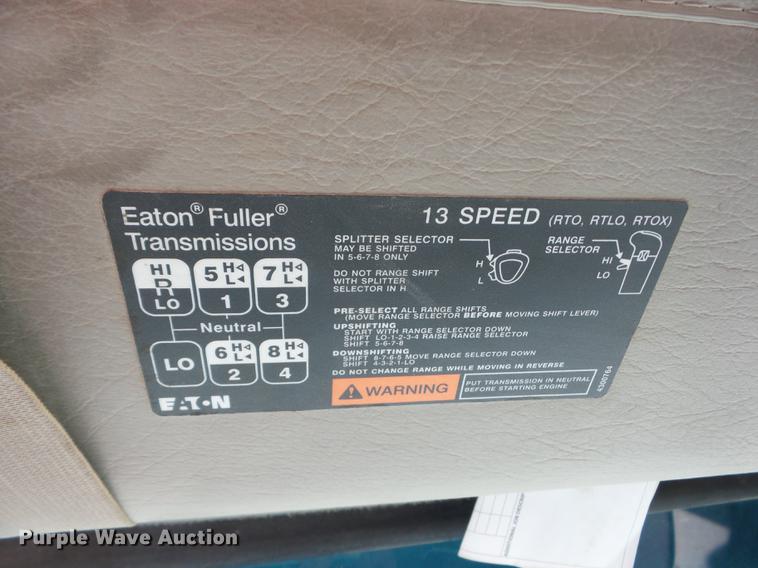 Eaton® Fuller®
Transmissions
13 SPEED (RTO, RTLO, RTOX)
HI
R
LO
5 H◁
L◀
1
7 H◁
L◀
3
Neutral
LO
6 H◁
L◀
2
8 H◁
L◀
4
EAT•N
SPLITTER SELECTOR
MAY BE SHIFTED
IN 5-6-7-8 ONLY
H
L
RANGE
SELECTOR
HI
LO
DO NOT RANGE SHIFT
WITH SPLITTER
SELECTOR IN H
PRE-SELECT ALL RANGE SHIFTS
(MOVE RANGE SELECTOR BEFORE MOVING SHIFT LEVER)
UPSHIFTING
START WITH RANGE SELECTOR DOWN
SHIFT LO-1-2-3-4 RAISE RANGE SELECTOR
SHIFT 5-6-7-8
DOWNSHIFTING
SHIFT 8-7-6-5 MOVE RANGE SELECTOR DOWN
SHIFT 4-3-2-1-LO
DO NOT CHANGE RANGE WHILE MOVING IN REVERSE
WARNING
PUT TRANSMISSION IN NEUTRAL
BEFORE STARTING ENGINE
4300764
Purple Wave Auction